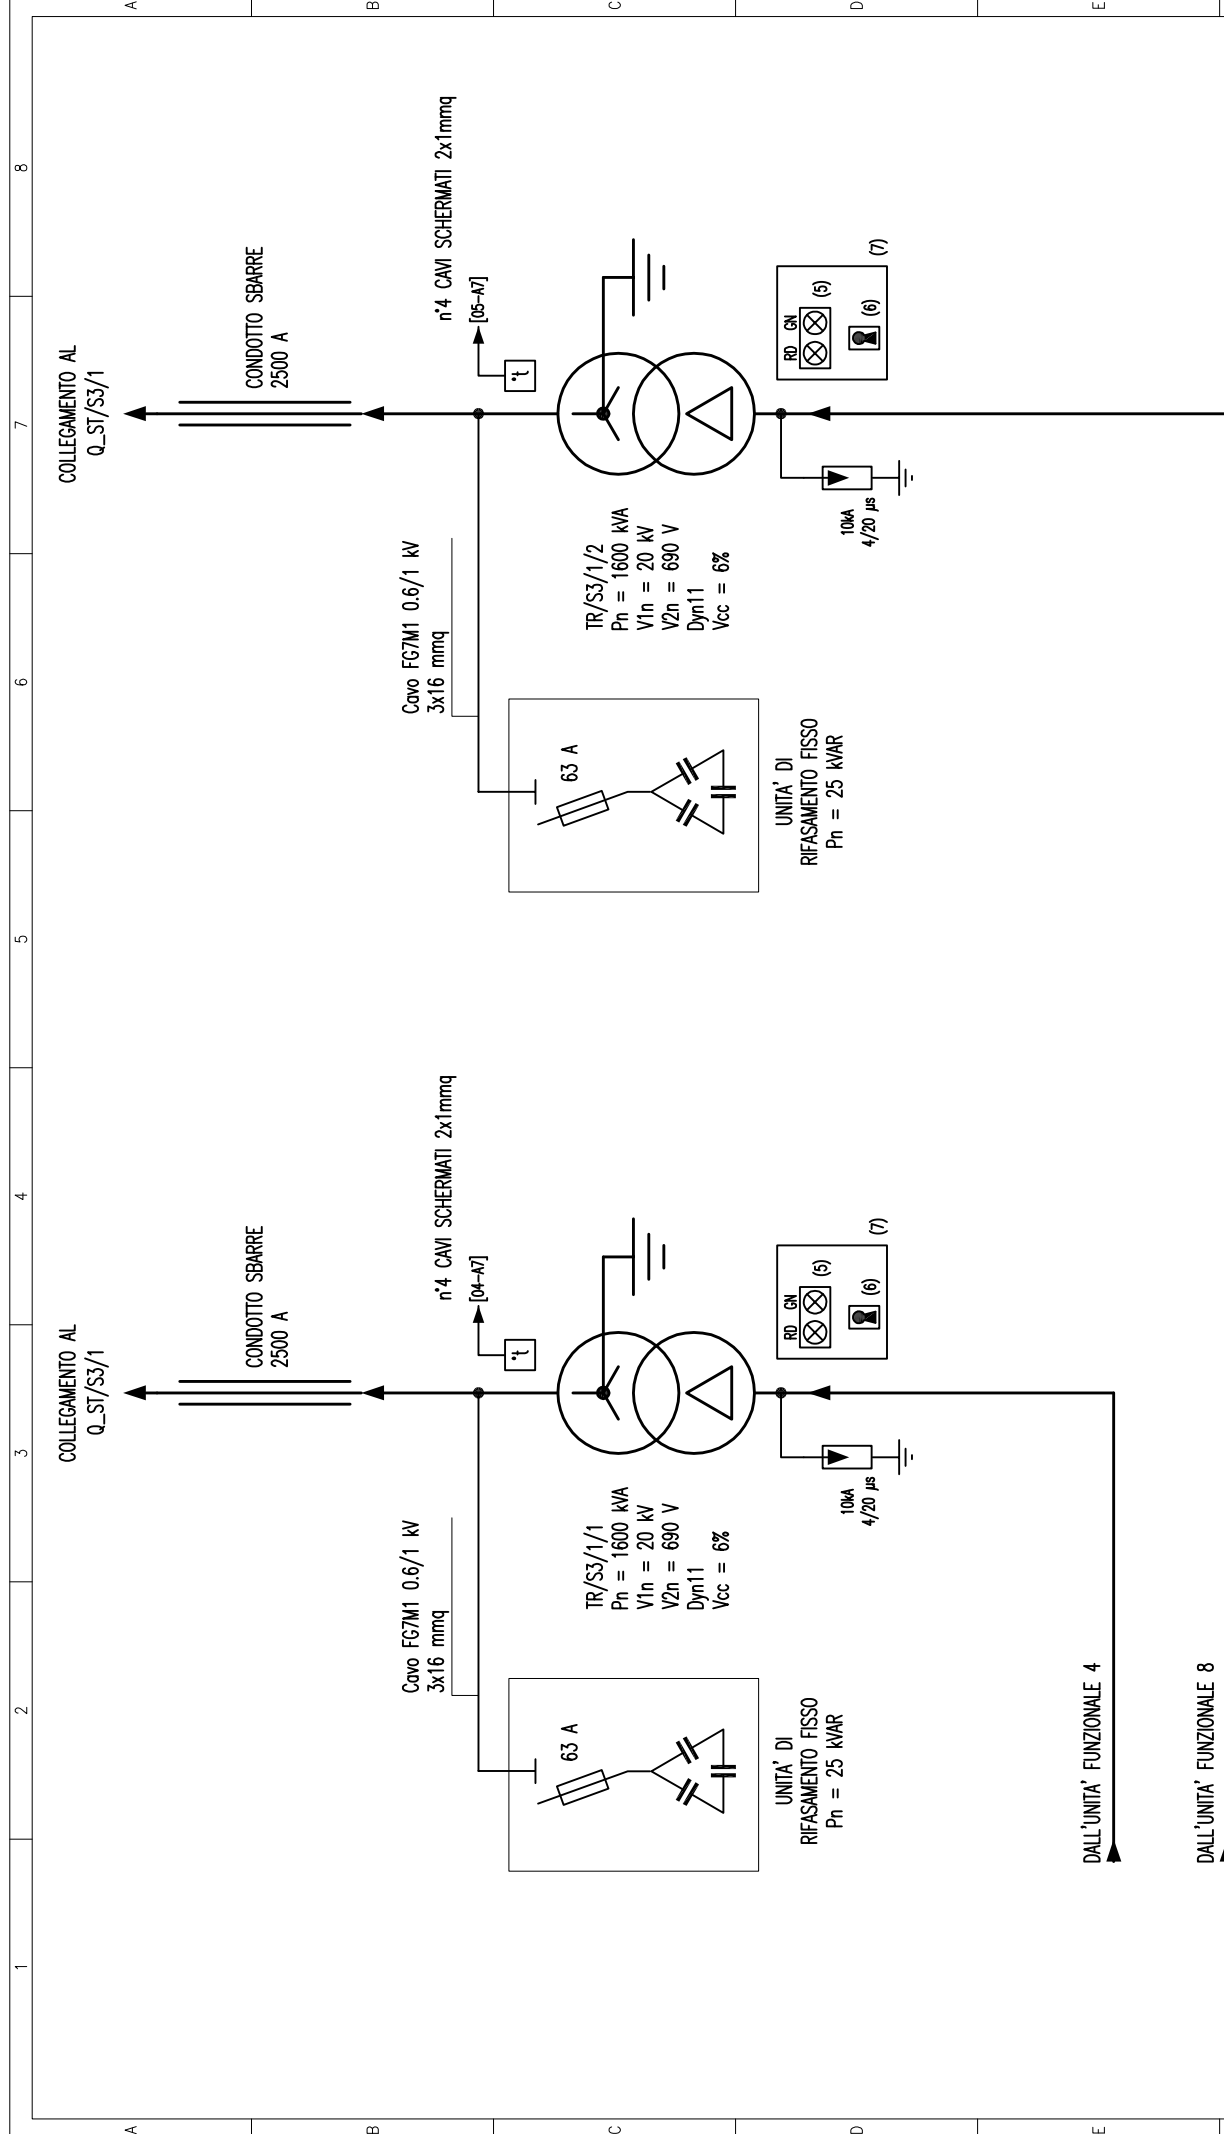 1
2
3
4
5
6
7
8
A
B
C
D
E
A
B
C
D
E
COLLEGAMENTO AL
Q_ST/S3/1
CONDOTTO SBARRE
2500 A
n°4 CAVI SCHERMATI 2x1mmq
[04-A7]
°t
Cavo FG7M1 0.6/1 kV
3x16 mmq
63 A
UNITA' DI
RIFASAMENTO FISSO
Pn = 25 kVAR
TR/S3/1/1
Pn = 1600 kVA
V1n = 20 kV
V2n = 690 V
Dyn11
Vcc = 6%
10kA
4/20 µs
RD GN
(5)
(6)
(7)
DALL'UNITA' FUNZIONALE 4
DALL'UNITA' FUNZIONALE 8
COLLEGAMENTO AL
Q_ST/S3/1
CONDOTTO SBARRE
2500 A
n°4 CAVI SCHERMATI 2x1mmq
[05-A7]
°t
Cavo FG7M1 0.6/1 kV
3x16 mmq
63 A
UNITA' DI
RIFASAMENTO FISSO
Pn = 25 kVAR
TR/S3/1/2
Pn = 1600 kVA
V1n = 20 kV
V2n = 690 V
Dyn11
Vcc = 6%
10kA
4/20 µs
RD GN
(5)
(6)
(7)